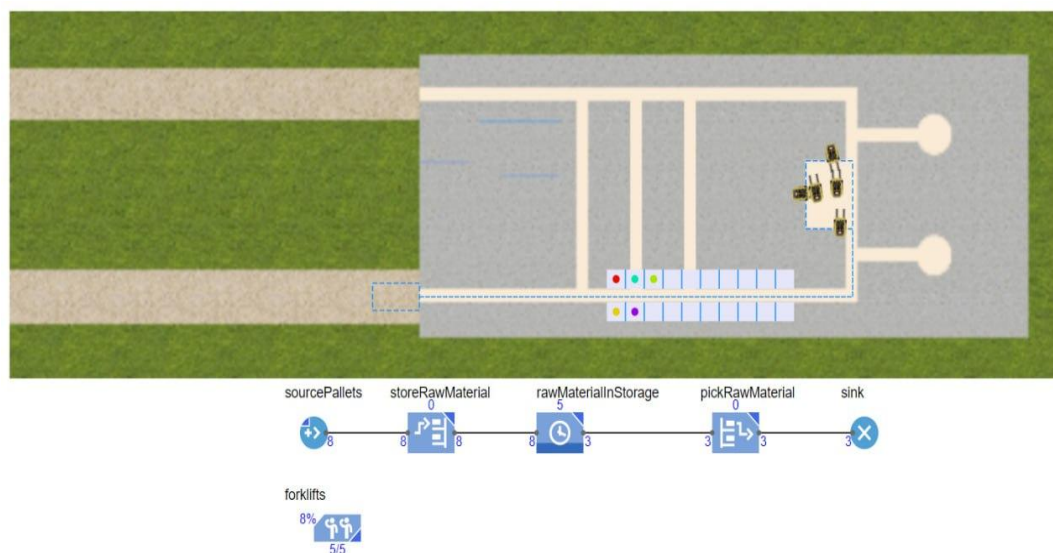 sourcePallets storeRawMaterial rawMaterialInStorage pickRawMaterial sink
0 5 0
8 8 8 8 3 3 3 3
forklifts
8%
5/5